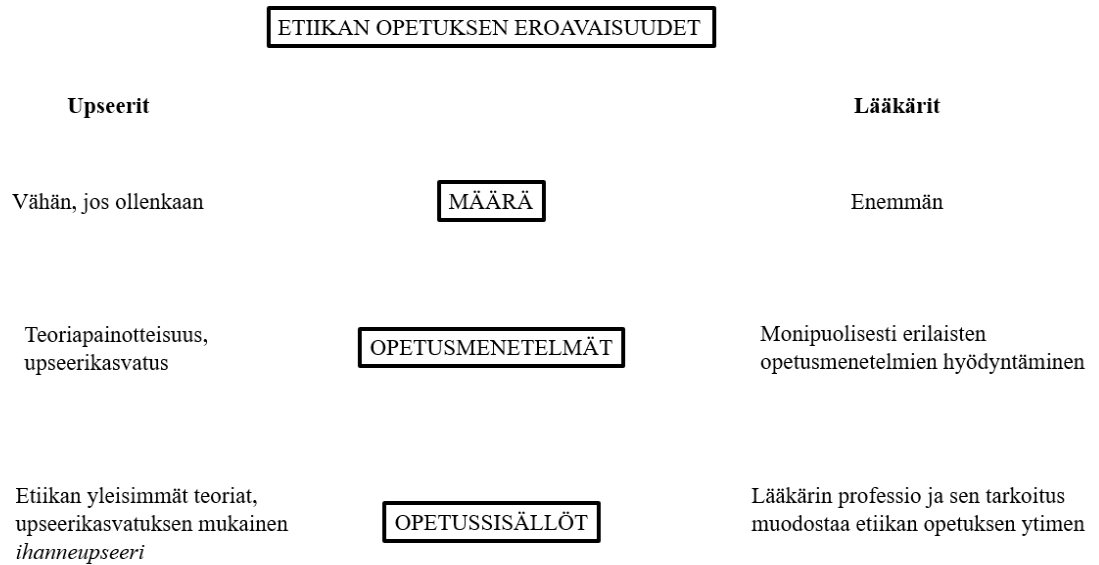 ETIIKAN OPETUKSEN EROAVAISUUDET
Upseerit
Lääkärit
Vähän, jos ollenkaan
MÄÄRÄ
Enemmän
Teoriapainotteisuus,
upseerikasvatus
OPETUSMENETELMÄT
Monipuolisesti erilaisten
opetusmenetelmien hyödyntäminen
Etiikan yleisimmät teoriat,
upseerikasvatuksen mukainen
ihanneupseeri
OPETUSSISÄLLÖT
Lääkärin professio ja sen tarkoitus
muodostaa etiikan opetuksen ytimen